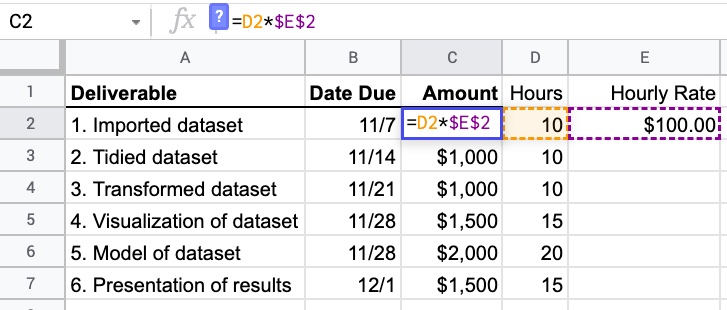 C2 fx ? =D2*$E$2
A B C D E
1 Deliverable Date Due Amount Hours Hourly Rate
2 1. Imported dataset 11/7 =D2*$E$2 10 $100.00
3 2. Tidied dataset 11/14 $1,000 10
4 3. Transformed dataset 11/21 $1,000 10
5 4. Visualization of dataset 11/28 $1,500 15
6 5. Model of dataset 11/28 $2,000 20
7 6. Presentation of results 12/1 $1,500 15